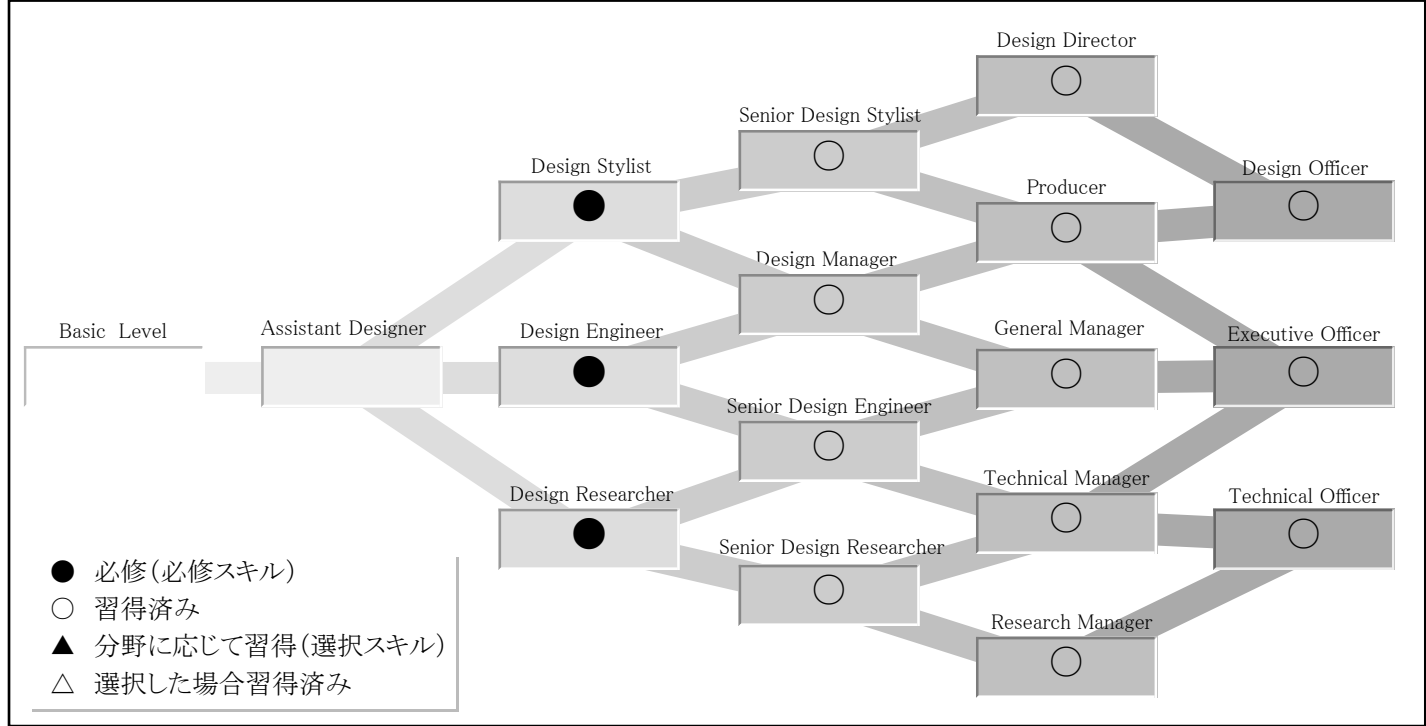 Design Director
Senior Design Stylist
Design Stylist
Design Officer
Producer
Design Manager
Basic Level
Assistant Designer
Design Engineer
General Manager
Executive Officer
Senior Design Engineer
Technical Manager
Design Researcher
Technical Officer
Senior Design Researcher
Research Manager
● 必修(必修スキル)
○ 習得済み
▲ 分野に応じて習得(選択スキル)
△ 選択した場合習得済み